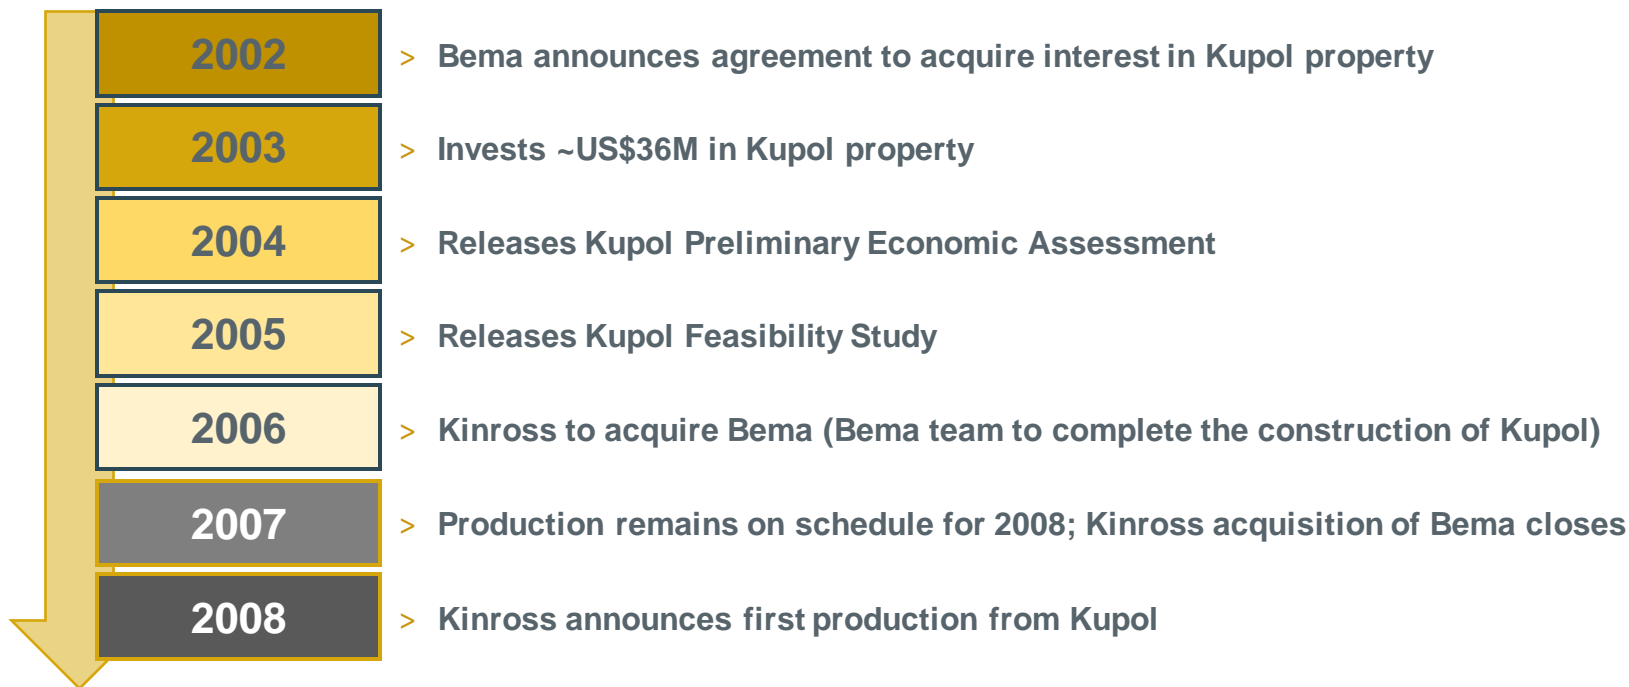 2002
> Bema announces agreement to acquire interest in Kupol property
2003
> Invests ~US$36M in Kupol property
2004
> Releases Kupol Preliminary Economic Assessment
2005
> Releases Kupol Feasibility Study
2006
> Kinross to acquire Bema (Bema team to complete the construction of Kupol)
2007
> Production remains on schedule for 2008; Kinross acquisition of Bema closes
2008
> Kinross announces first production from Kupol